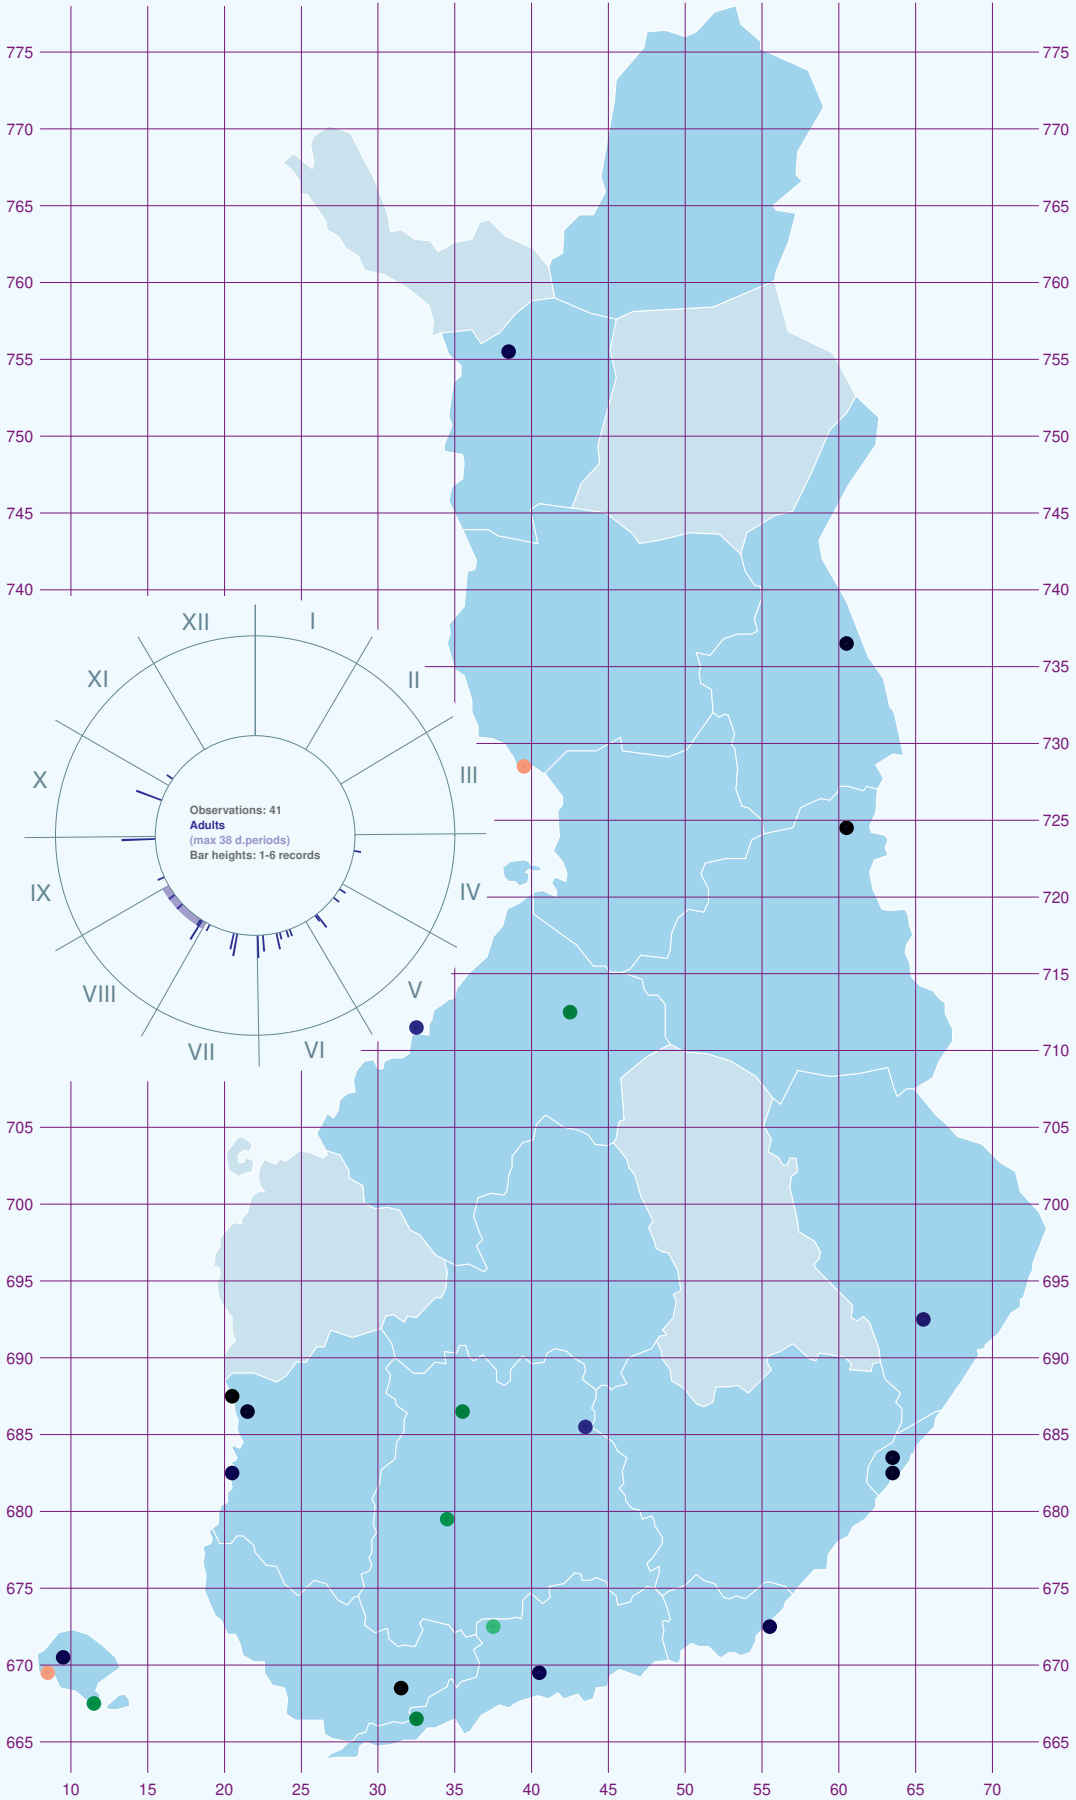 775 775
770 770
765 765
760 760
755 755
750 750
745 745
740 740
XII I
XI II
735 735
730 730
X III
Observations: 41
Adults
(max 38 d.periods)
Bar heights: 1-6 records
725 725
IX IV
720 720
715 715
VIII V
VII VI
710 710
705 705
700 700
695 695
690 690
685 685
680 680
675 675
670 670
665 665
10 15 20 25 30 35 40 45 50 55 60 65 70